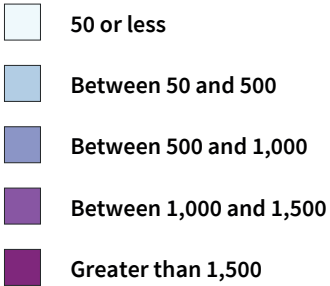 50 or less
Between 50 and 500
Between 500 and 1,000
Between 1,000 and 1,500
Greater than 1,500